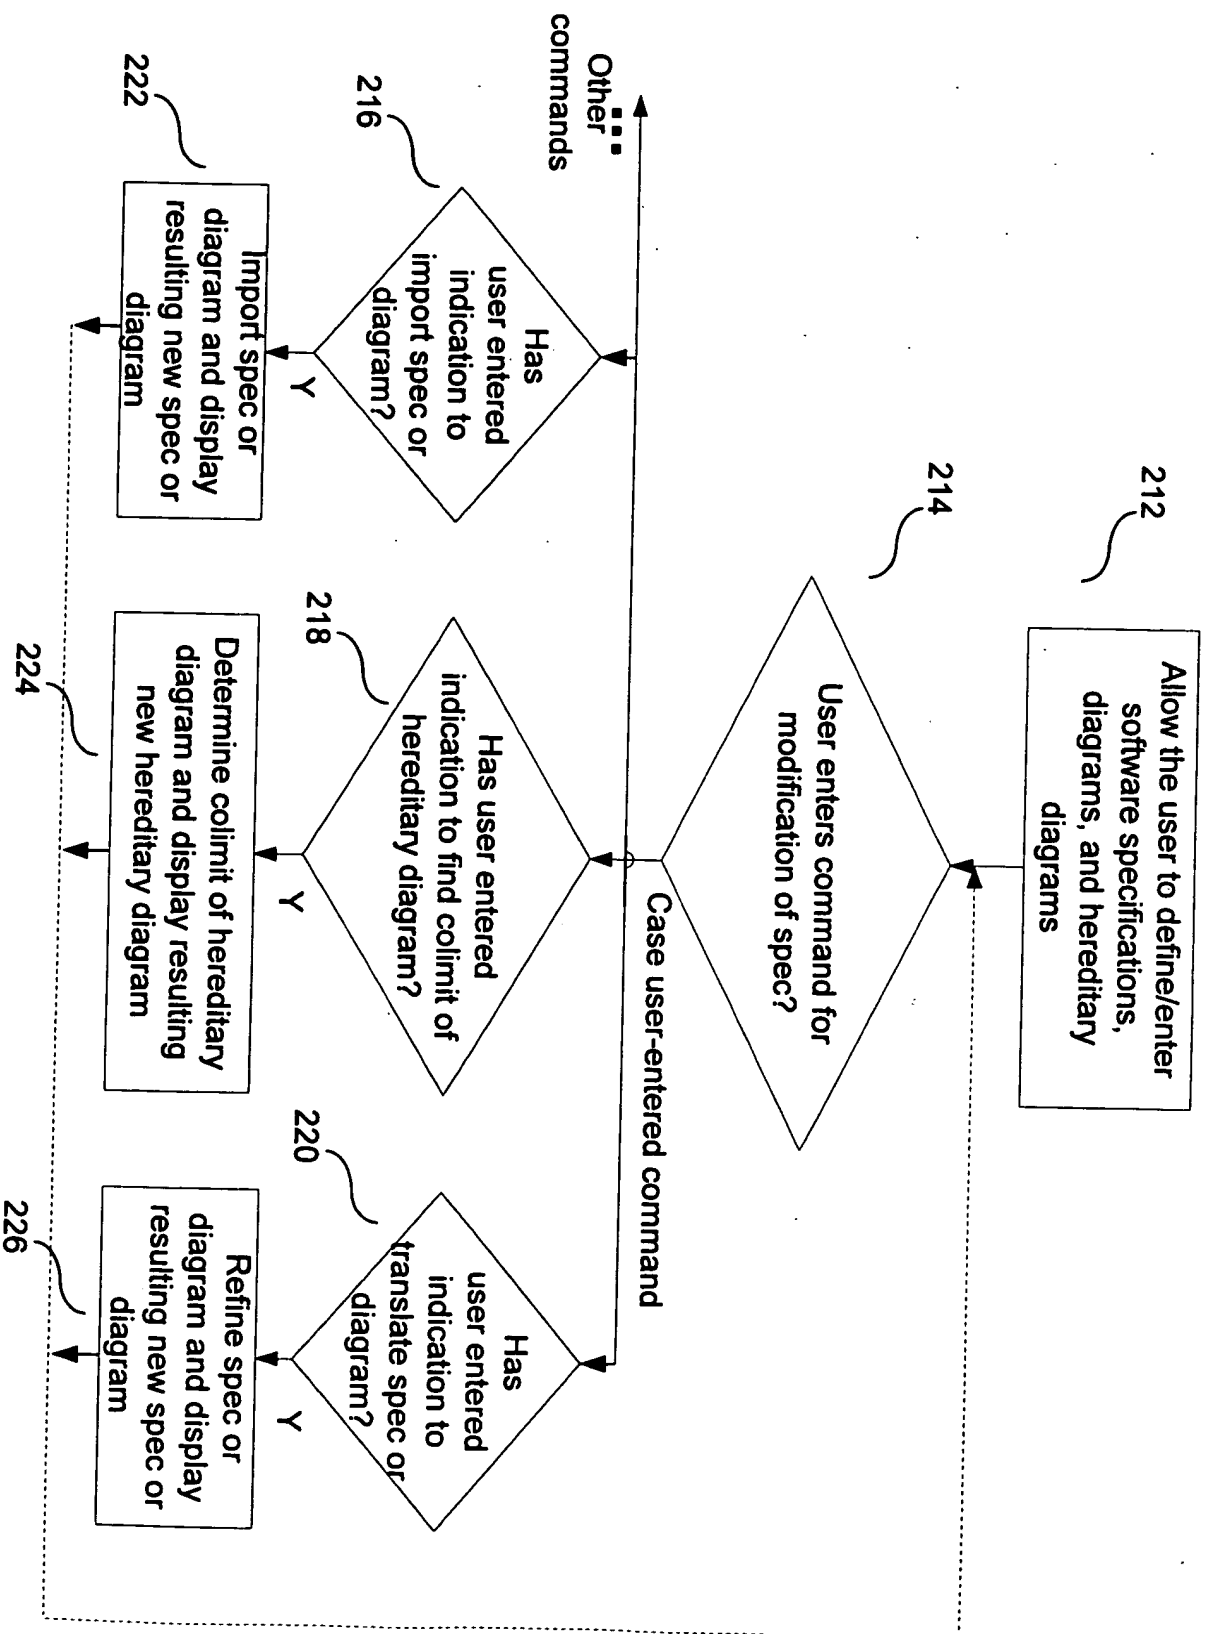 212
Allow the user to define/enter
software specifications,
diagrams, and hereditary
diagrams
214
User enters command for
modification of spec?
Case user-entered command
Other
commands
216
Has
user entered
indication to
import spec or
diagram?
Y
218
Has user entered
indication to find colimit of
hereditary diagram?
Y
220
Has
user entered
indication to
translate spec or
diagram?
Y
222
Import spec or
diagram and display
resulting new spec or
diagram
224
Determine colimit of hereditary
diagram and display resulting
new hereditary diagram
226
Refine spec or
diagram and display
resulting new spec or
diagram